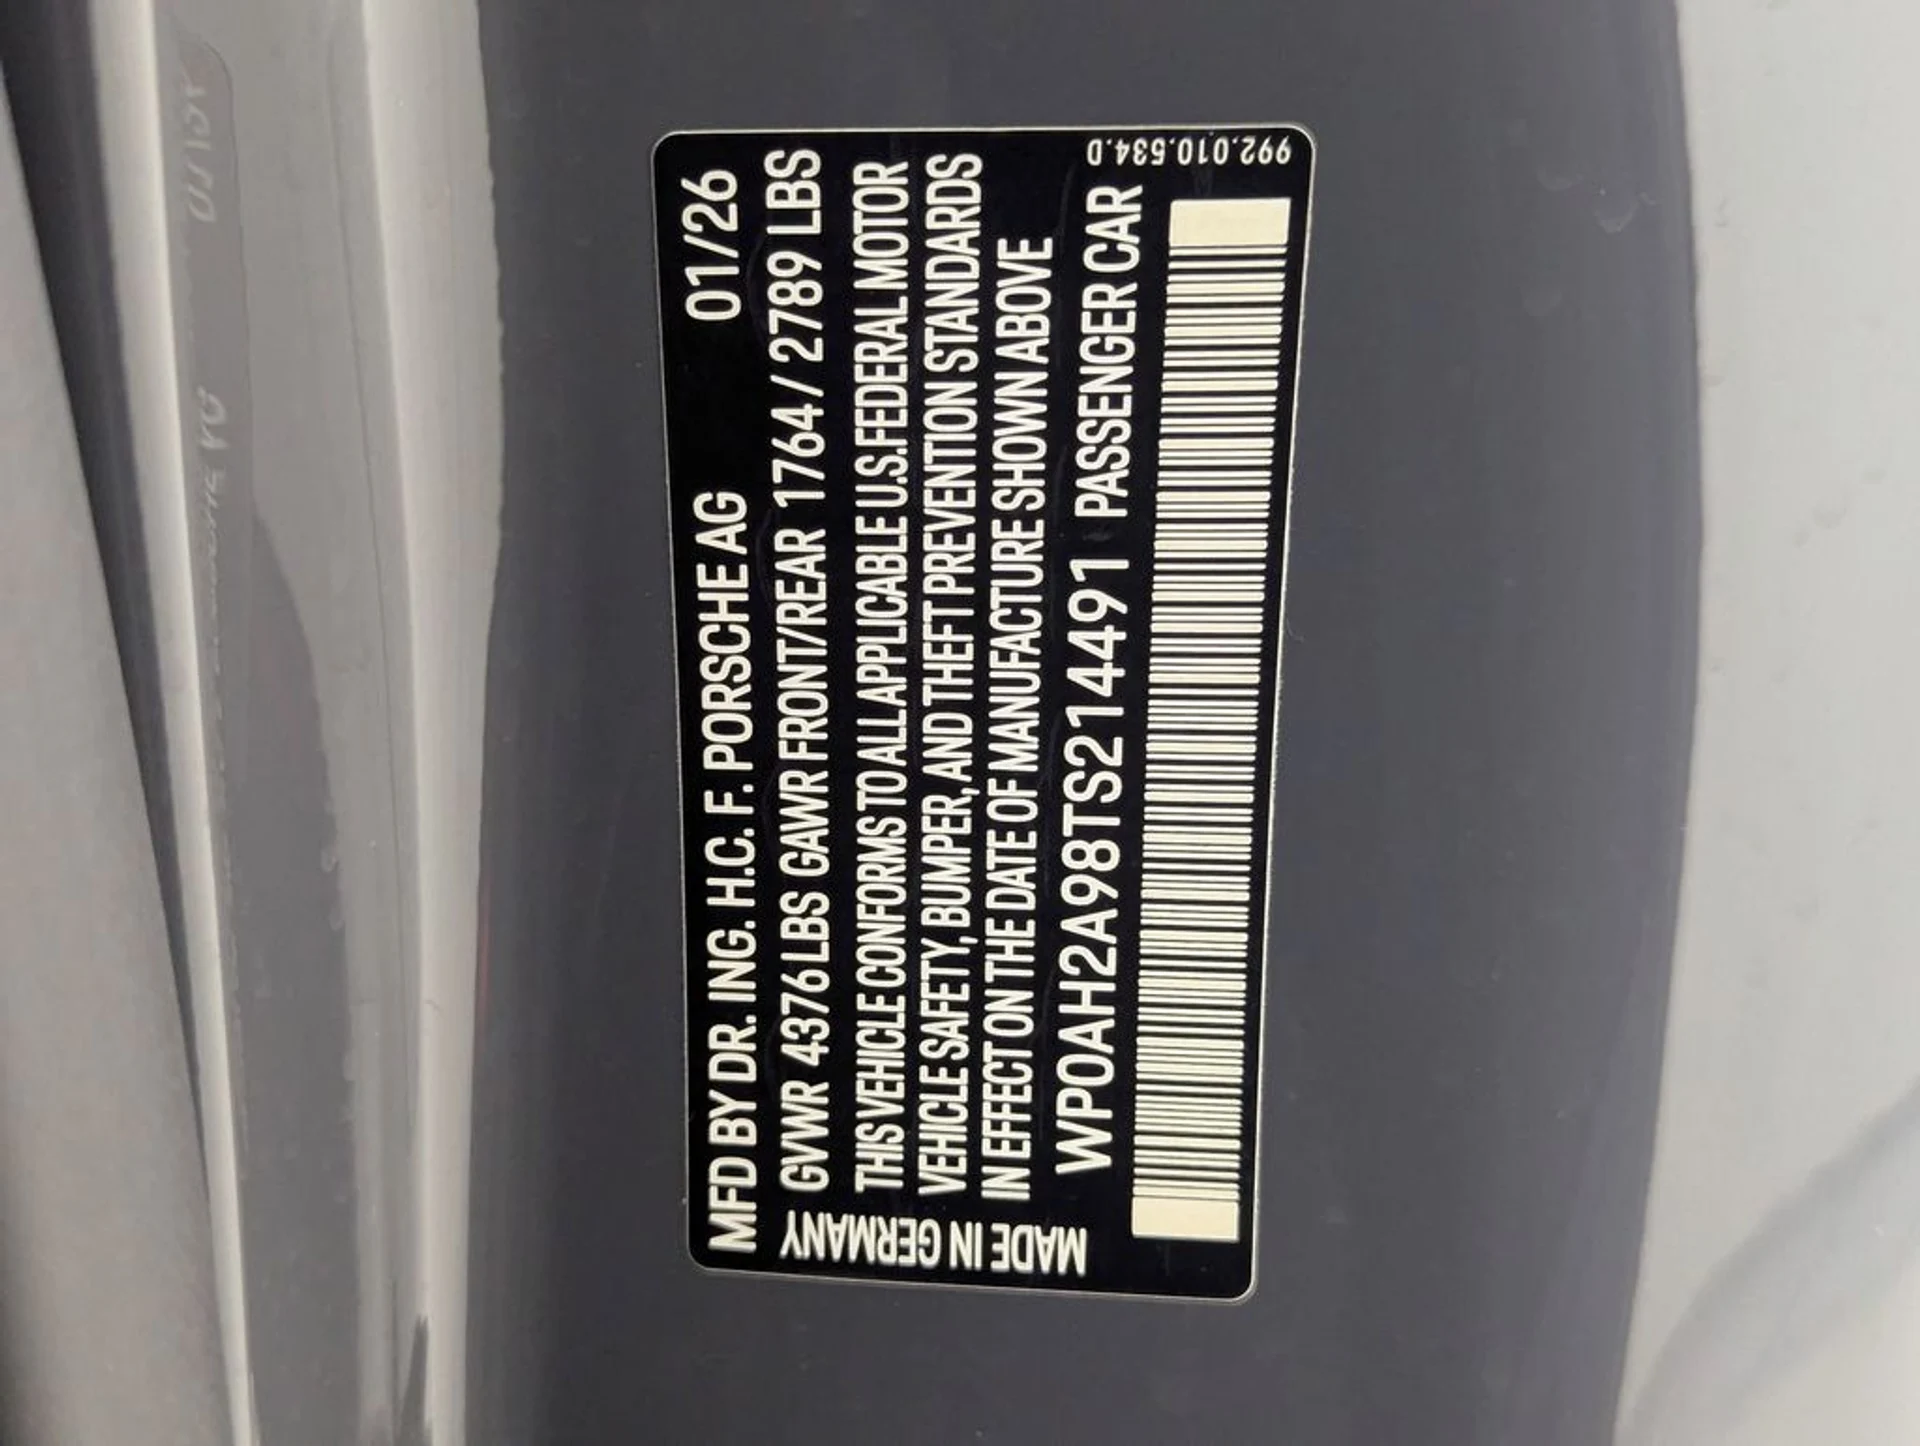 MFD BY DR. ING. H.C. F. PORSCHE AG 01/26
GVWR 4376 LBS GAWR FRONT/REAR 1764 / 2789 LBS
THIS VEHICLE CONFORMS TO ALL APPLICABLE U.S.FEDERAL MOTOR
VEHICLE SAFETY, BUMPER, AND THEFT PREVENTION STANDARDS
IN EFFECT ON THE DATE OF MANUFACTURE SHOWN ABOVE
WP0AH2A98TS214491 PASSENGER CAR
MADE IN GERMANY
992.010.534.D